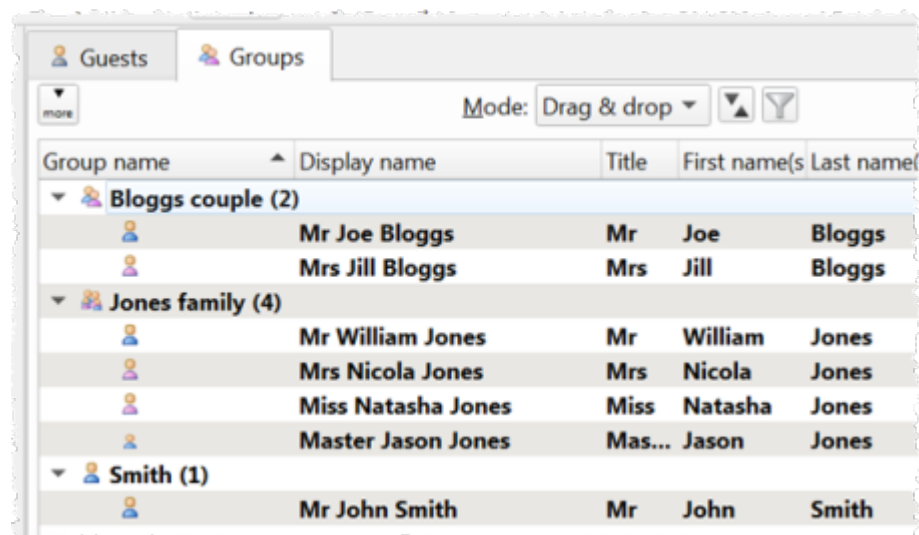 Guests Groups
more Mode: Drag & drop
Group name Display name Title First name(s Last name(
Bloggs couple (2)
Mr Joe Bloggs Mr Joe Bloggs
Mrs Jill Bloggs Mrs Jill Bloggs
Jones family (4)
Mr William Jones Mr William Jones
Mrs Nicola Jones Mrs Nicola Jones
Miss Natasha Jones Miss Natasha Jones
Master Jason Jones Mas... Jason Jones
Smith (1)
Mr John Smith Mr John Smith